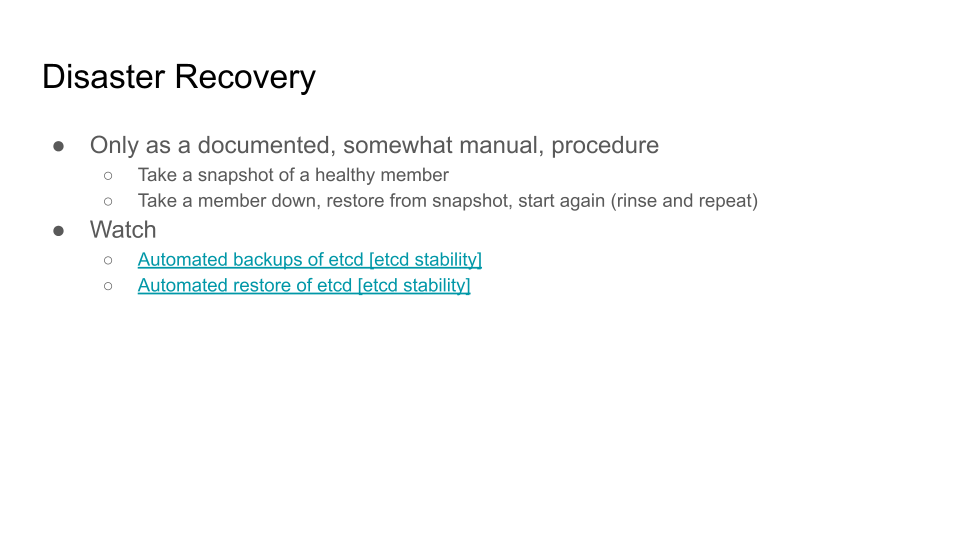 Disaster Recovery
● Only as a documented, somewhat manual, procedure
○ Take a snapshot of a healthy member
○ Take a member down, restore from snapshot, start again (rinse and repeat)
● Watch
○ Automated backups of etcd [etcd stability]
○ Automated restore of etcd [etcd stability]